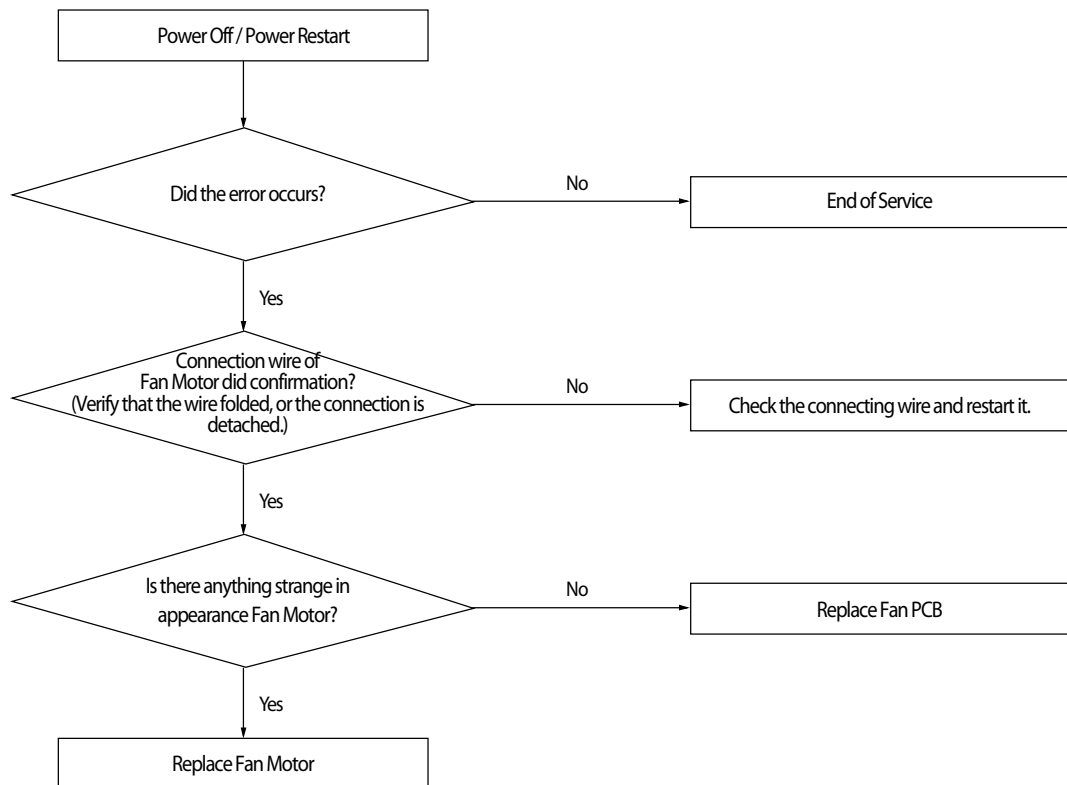 Power Off / Power Restart
Did the error occurs?
No
End of Service
Yes
Connection wire of
Fan Motor did confirmation?
(Verify that the wire folded, or the connection is
detached.)
No
Check the connecting wire and restart it.
Yes
Is there anything strange in
appearance Fan Motor?
No
Replace Fan PCB
Yes
Replace Fan Motor